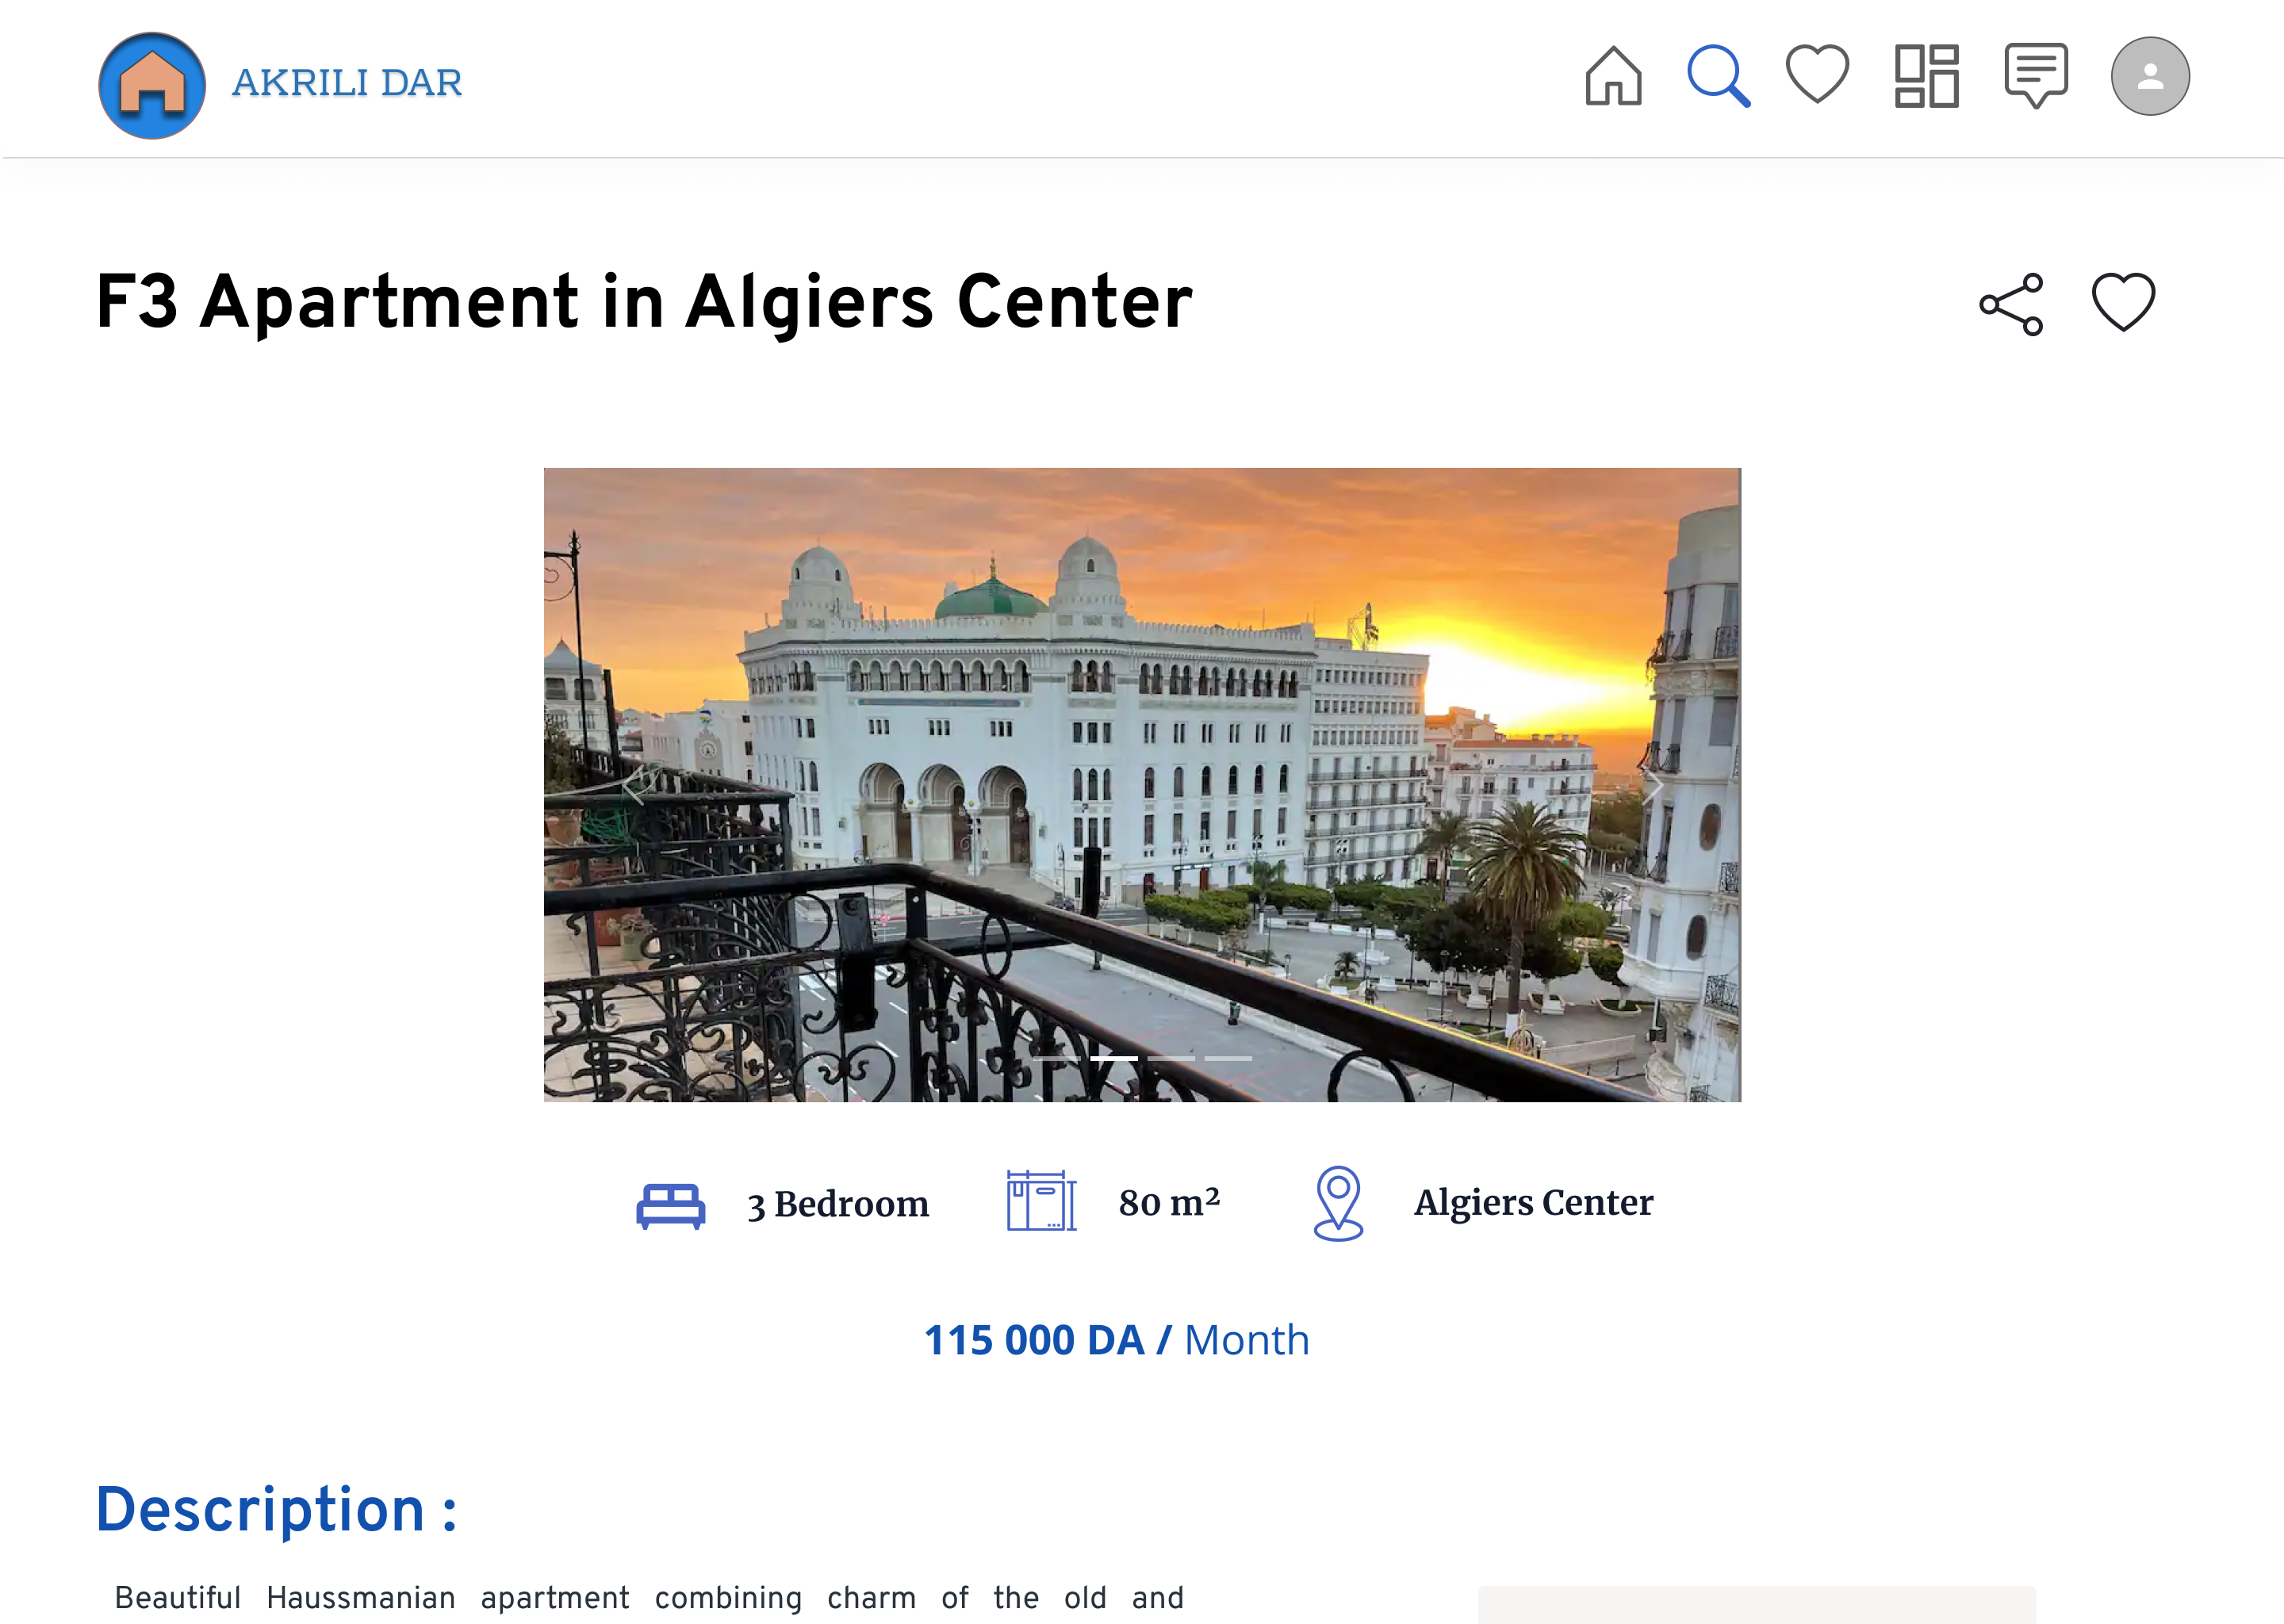 AKRILI DAR
F3 Apartment in Algiers Center
3 Bedroom
80 m²
Algiers Center
115 000 DA / Month
Description :
Beautiful Haussmanian apartment combining charm of the old and